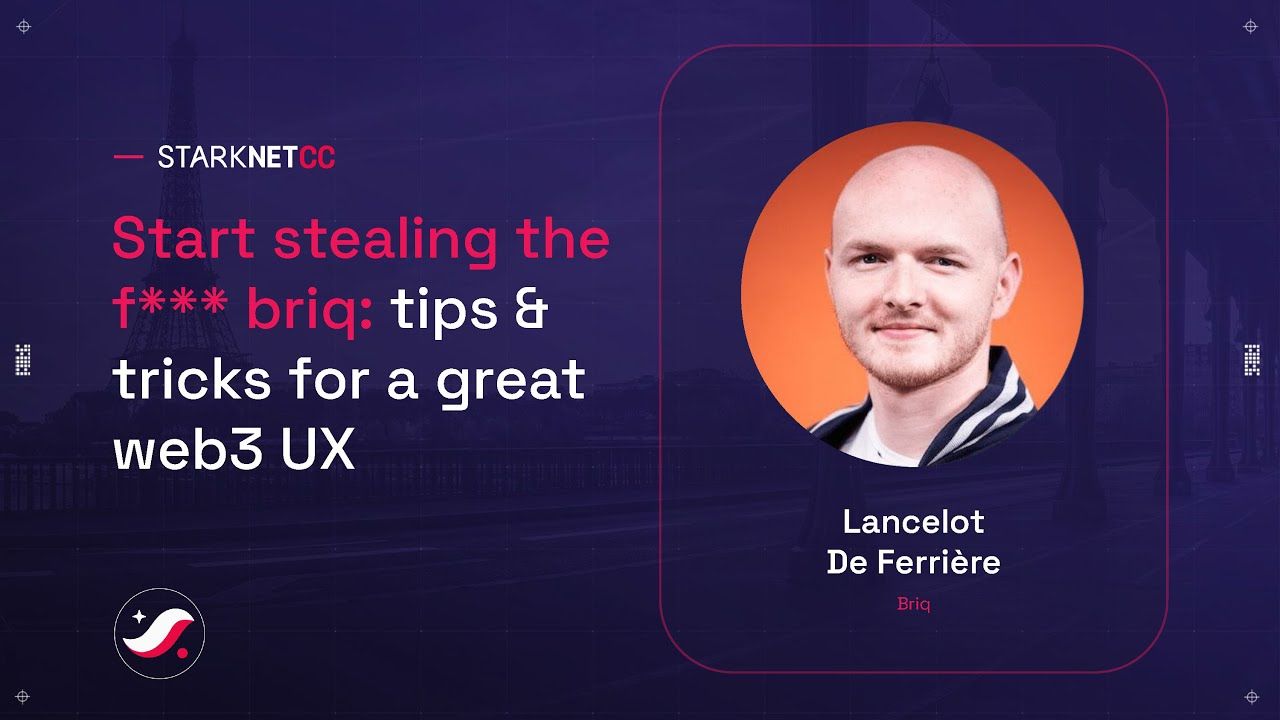 — STARKNETCC
Start stealing the
f*** briq: tips &
tricks for a great
web3 UX
Lancelot
De Ferrière
Briq